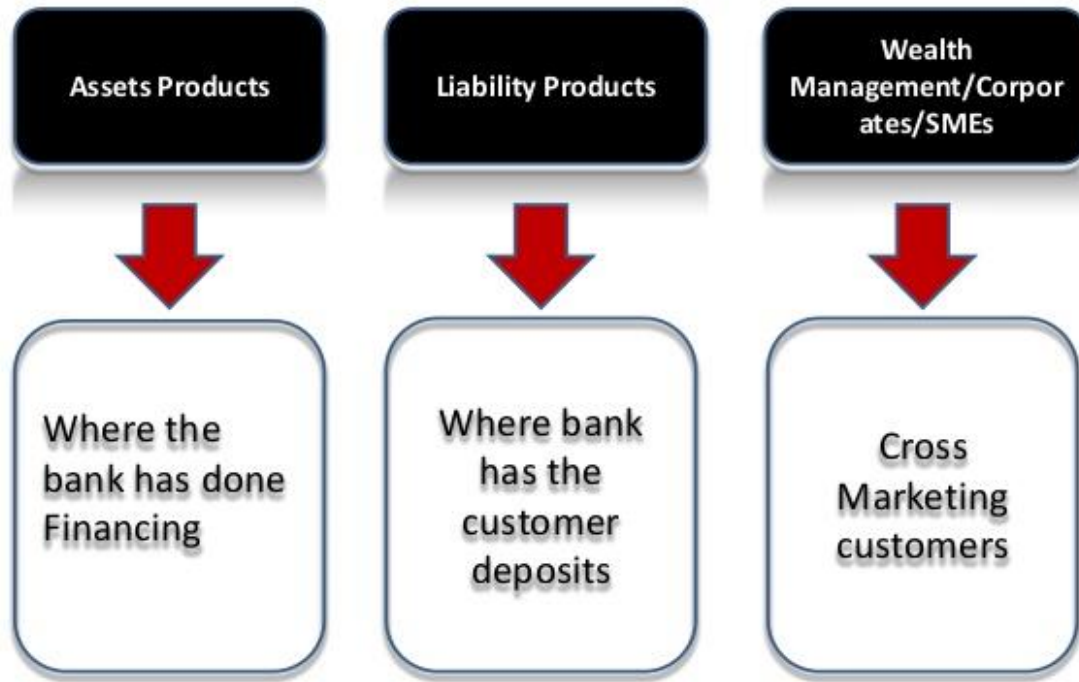 Assets Products
Liability Products
Wealth
Management/Corpor
ates/SMEs
Where the
bank has done
Financing
Where bank
has the
customer
deposits
Cross
Marketing
customers